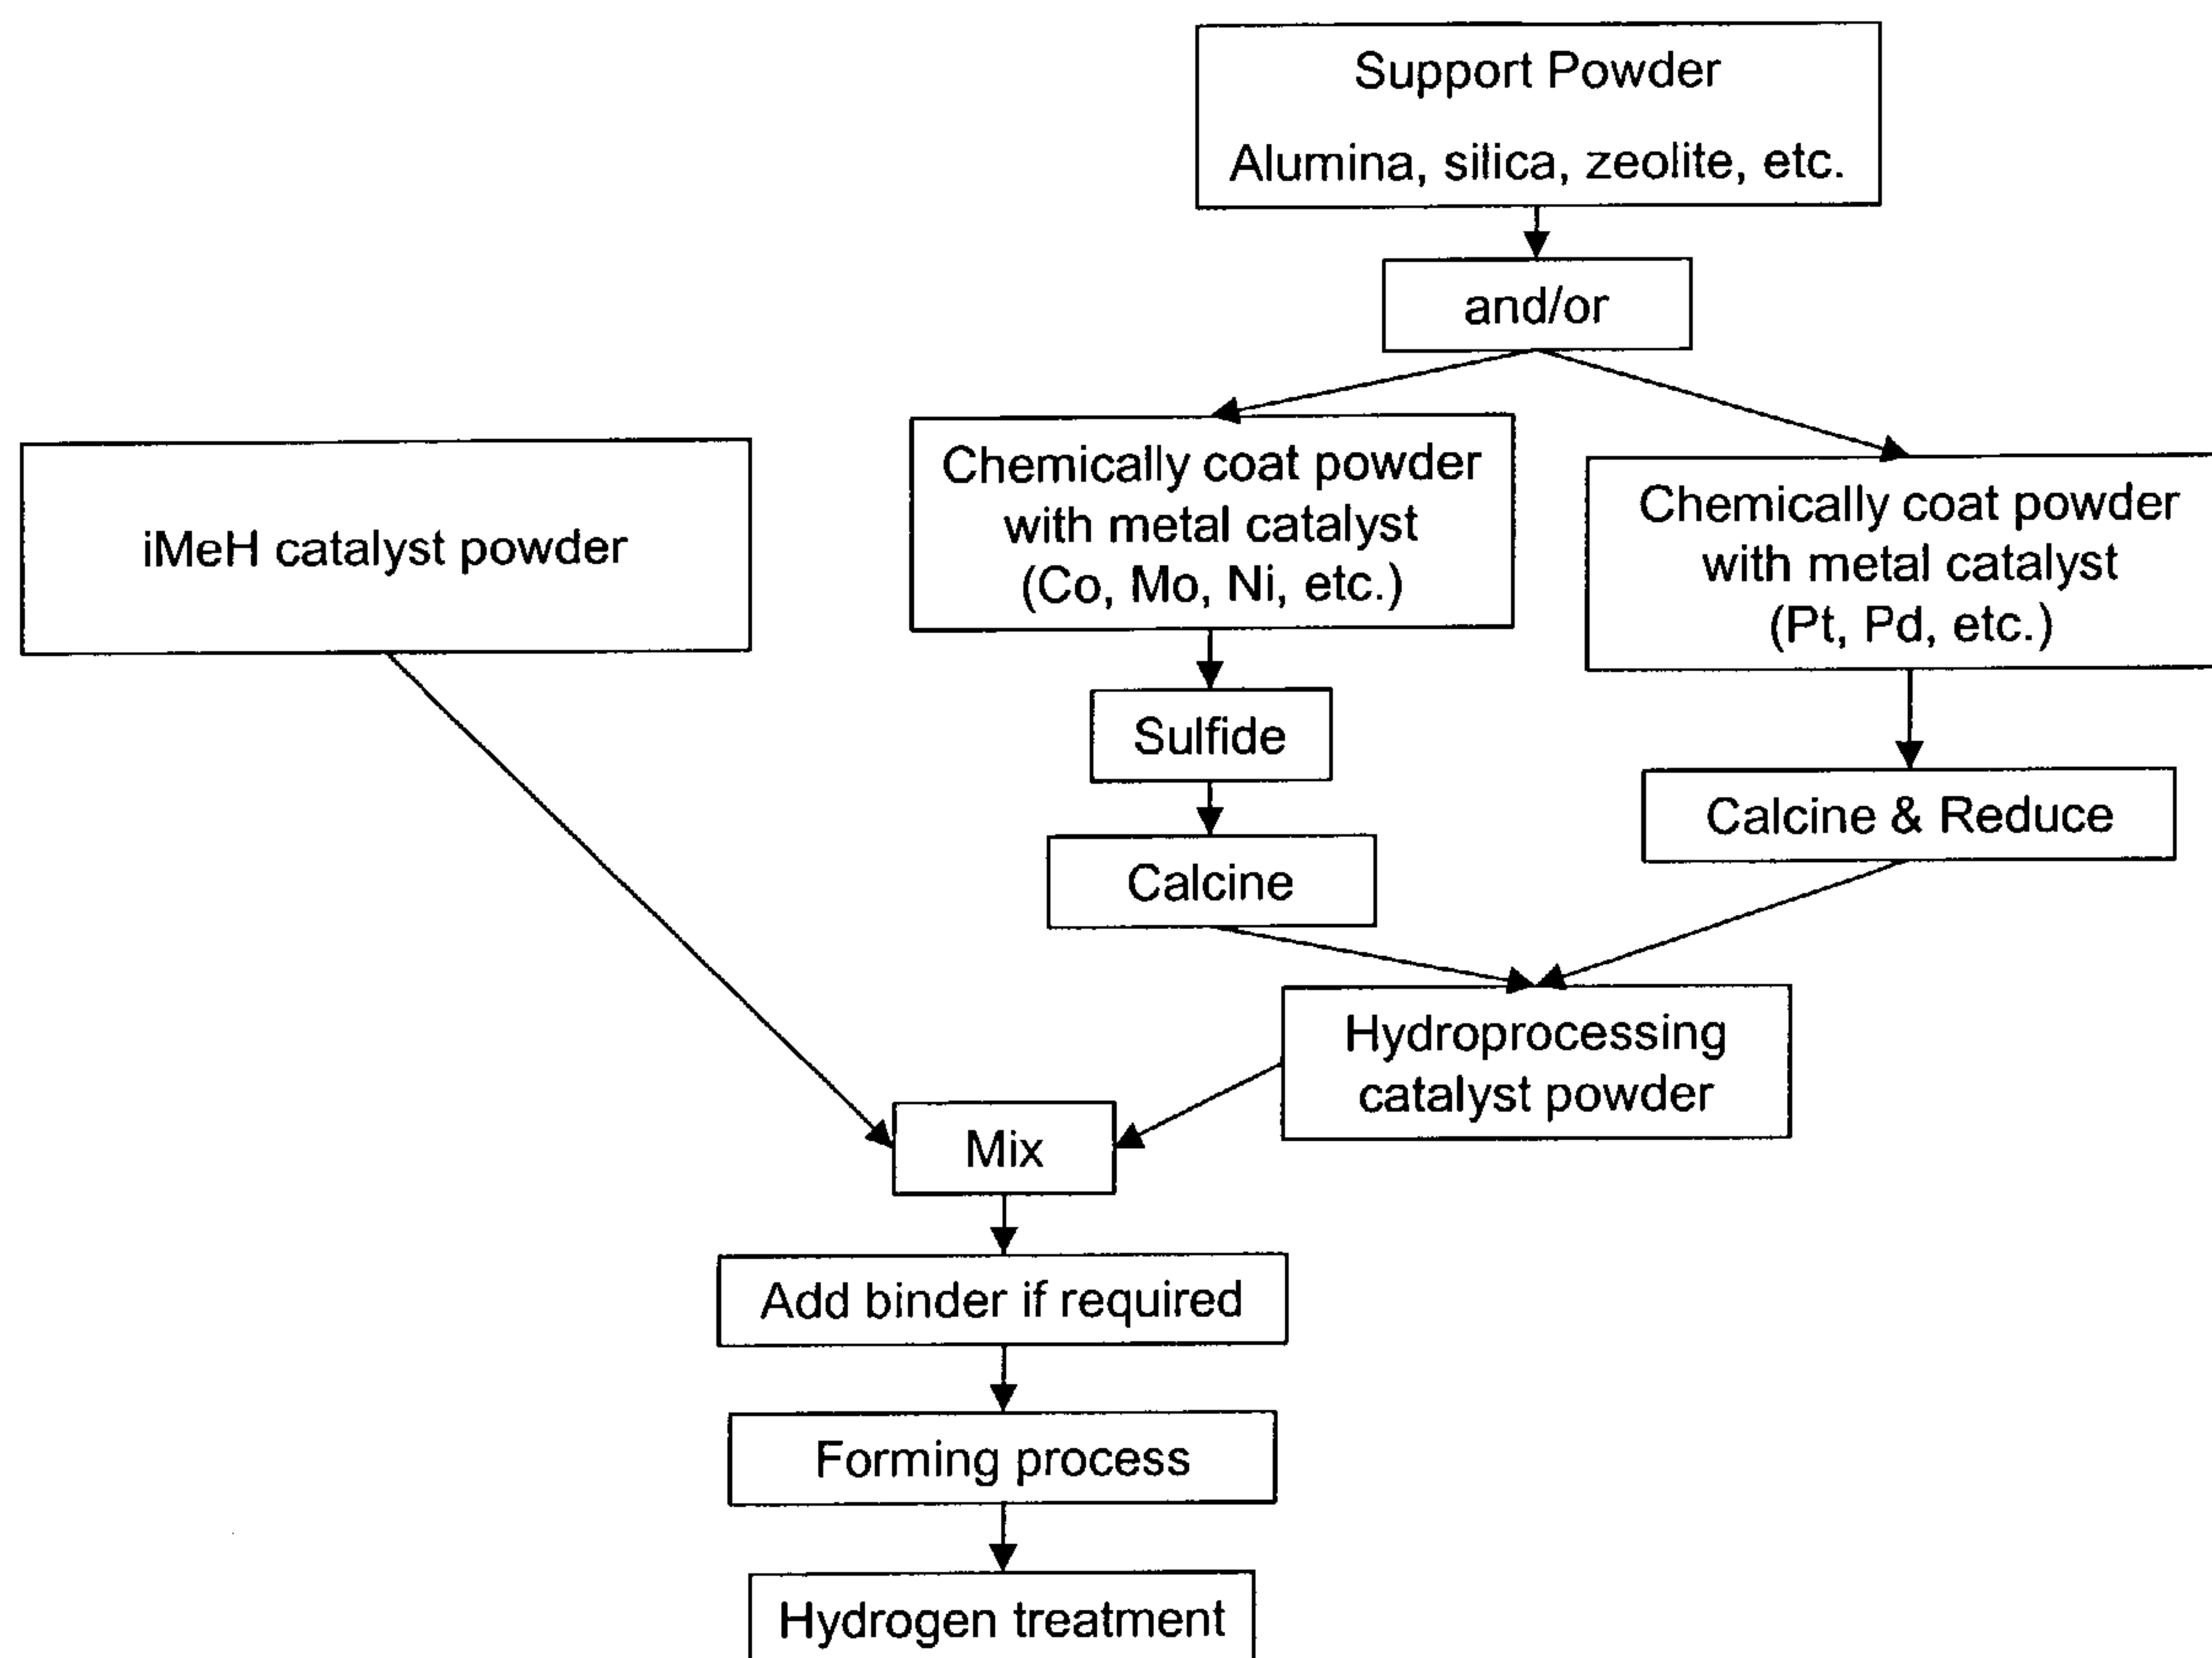 Support Powder
Alumina, silica, zeolite, etc.
and/or
iMeH catalyst powder
Chemically coat powder
with metal catalyst
(Co, Mo, Ni, etc.)
Chemically coat powder
with metal catalyst
(Pt, Pd, etc.)
Sulfide
Calcine & Reduce
Calcine
Hydroprocessing
catalyst powder
Mix
Add binder if required
Forming process
Hydrogen treatment